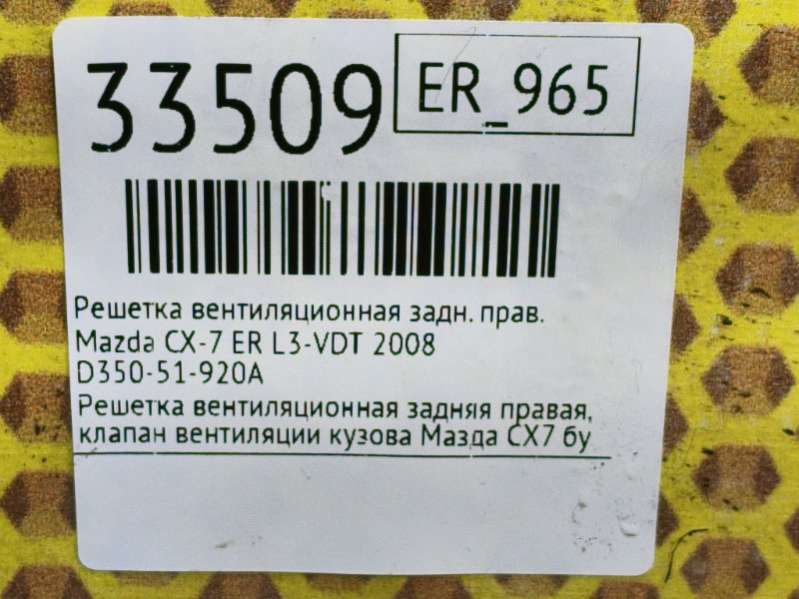 33509
ER_965
Решетка вентиляционная задн. прав.
Mazda CX-7 ER L3-VDT 2008
D350-51-920A
Решетка вентиляционная задняя правая,
клапан вентиляции кузова Мазда СХ7 бу